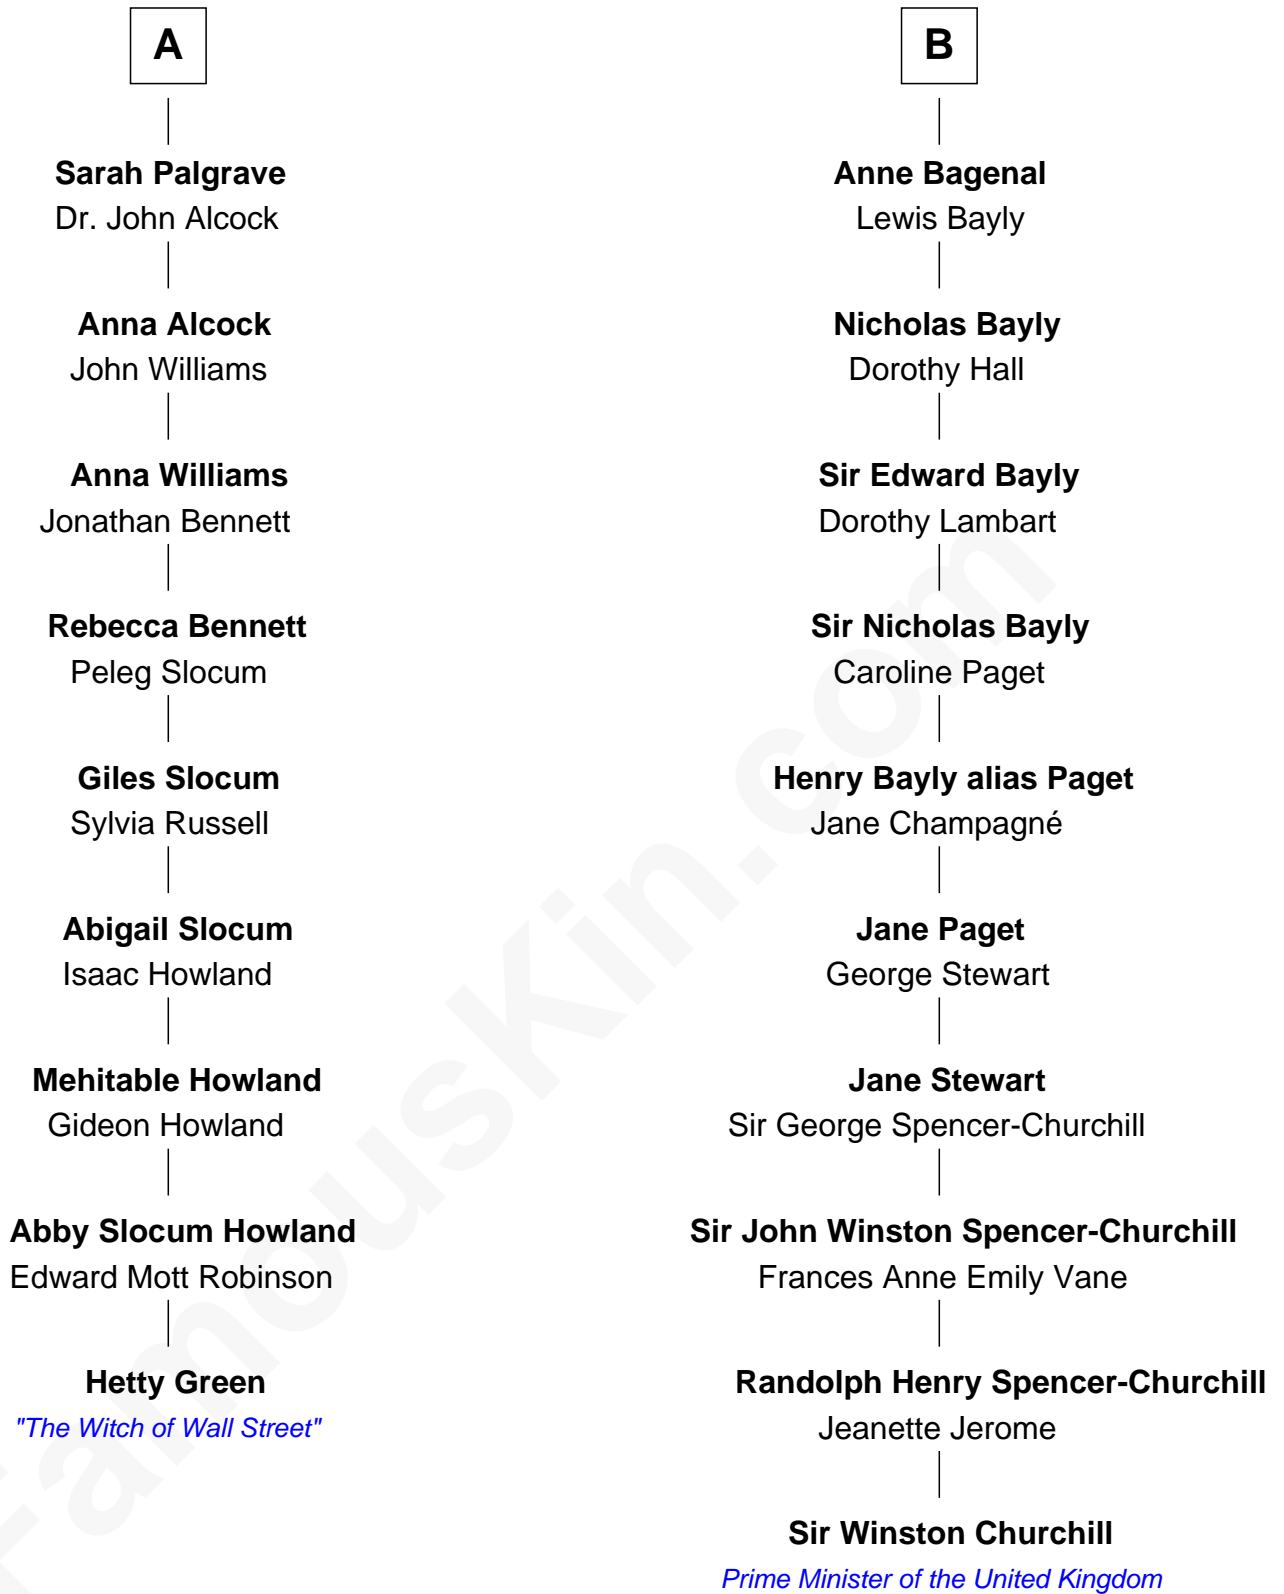 A
Sarah Palgrave
Dr. John Alcock
Anna Alcock
John Williams
Anna Williams
Jonathan Bennett
Rebecca Bennett
Peleg Slocum
Giles Slocum
Sylvia Russell
Abigail Slocum
Isaac Howland
Mehitable Howland
Gideon Howland
Abby Slocum Howland
Edward Mott Robinson
Hetty Green
"The Witch of Wall Street"
B
Anne Bagenal
Lewis Bayly
Nicholas Bayly
Dorothy Hall
Sir Edward Bayly
Dorothy Lambart
Sir Nicholas Bayly
Caroline Paget
Henry Bayly alias Paget
Jane Champagné
Jane Paget
George Stewart
Jane Stewart
Sir George Spencer-Churchill
Sir John Winston Spencer-Churchill
Frances Anne Emily Vane
Randolph Henry Spencer-Churchill
Jeanette Jerome
Sir Winston Churchill
Prime Minister of the United Kingdom
FamousKin.com